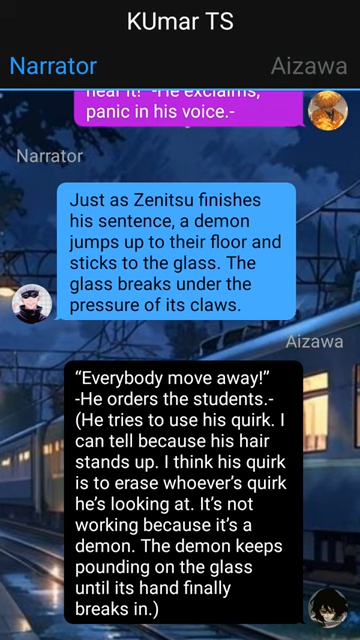 KUmar TS
Narrator
Aizawa
hear it!" -He exclaims,
panic in his voice.-
Narrator
Just as Zenitsu finishes
his sentence, a demon
jumps up to their floor and
sticks to the glass. The
glass breaks under the
pressure of its claws.
Aizawa
“Everybody move away!”
-He orders the students.-
(He tries to use his quirk. I
can tell because his hair
stands up. I think his quirk
is to erase whoever’s quirk
he’s looking at. It’s not
working because it’s a
demon. The demon keeps
pounding on the glass
until its hand finally
breaks in.)